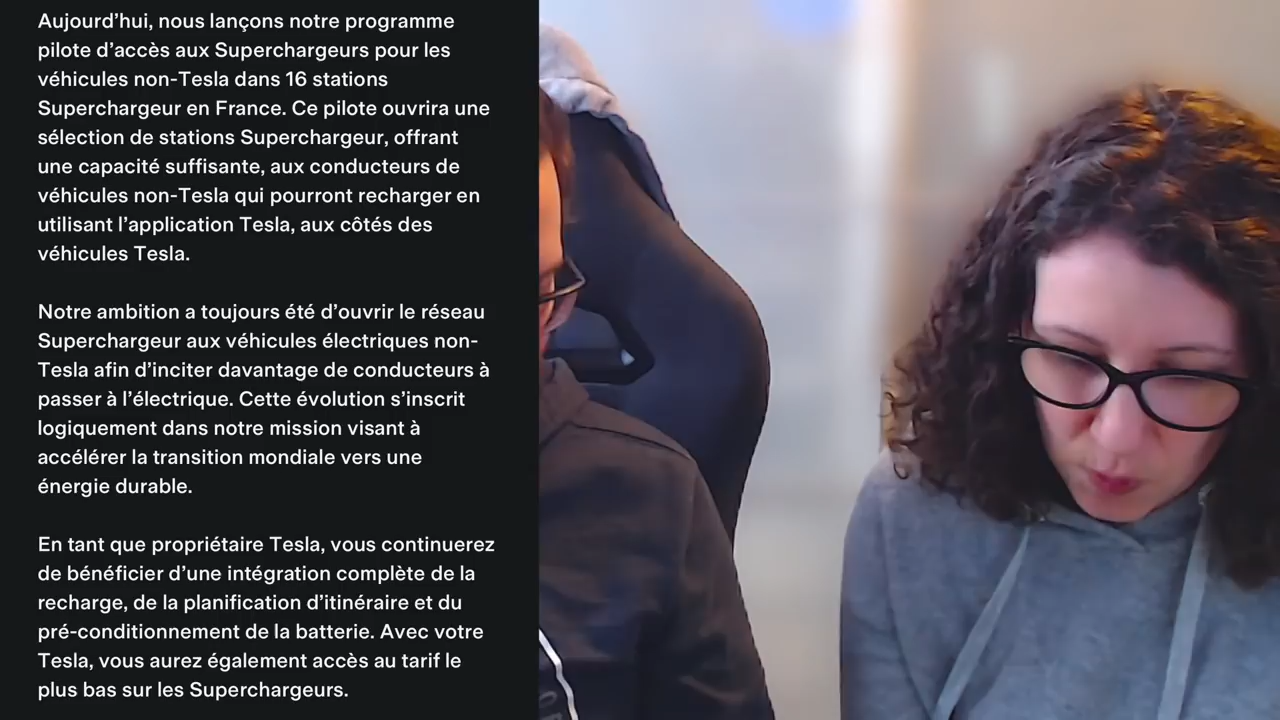 Aujourd’hui, nous lançons notre programme
pilote d’accès aux Superchargeurs pour les
véhicules non-Tesla dans 16 stations
Superchargeur en France. Ce pilote ouvrira une
sélection de stations Superchargeur, offrant
une capacité suffisante, aux conducteurs de
véhicules non-Tesla qui pourront recharger en
utilisant l’application Tesla, aux côtés des
véhicules Tesla.
Notre ambition a toujours été d’ouvrir le réseau
Superchargeur aux véhicules électriques non-
Tesla afin d’inciter davantage de conducteurs à
passer à l’électrique. Cette évolution s’inscrit
logiquement dans notre mission visant à
accélérer la transition mondiale vers une
énergie durable.
En tant que propriétaire Tesla, vous continuerez
de bénéficier d’une intégration complète de la
recharge, de la planification d’itinéraire et du
pré-conditionnement de la batterie. Avec votre
Tesla, vous aurez également accès au tarif le
plus bas sur les Superchargeurs.